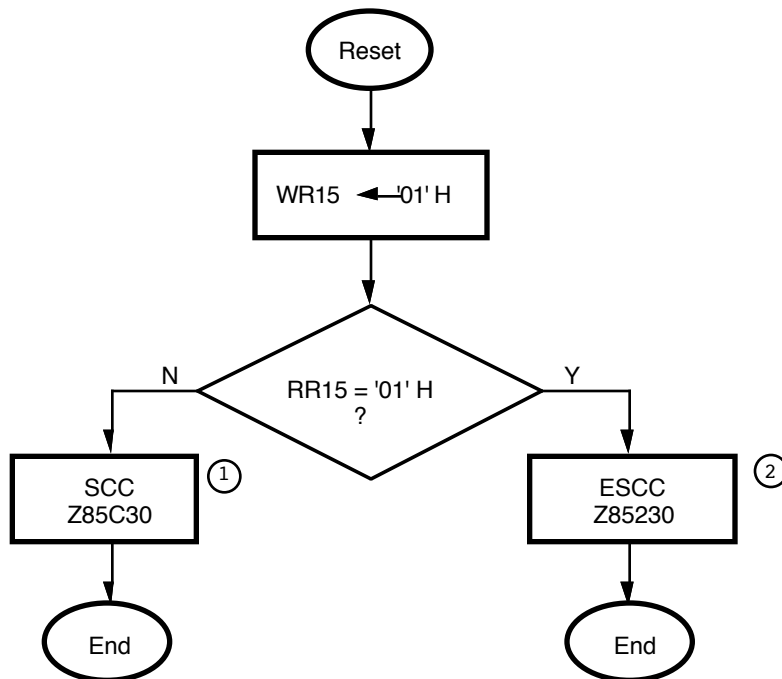 Reset
WR15 '01' H
RR15 = '01' H
?
N
Y
SCC
Z85C30
1
ESCC
Z85230
2
End
End